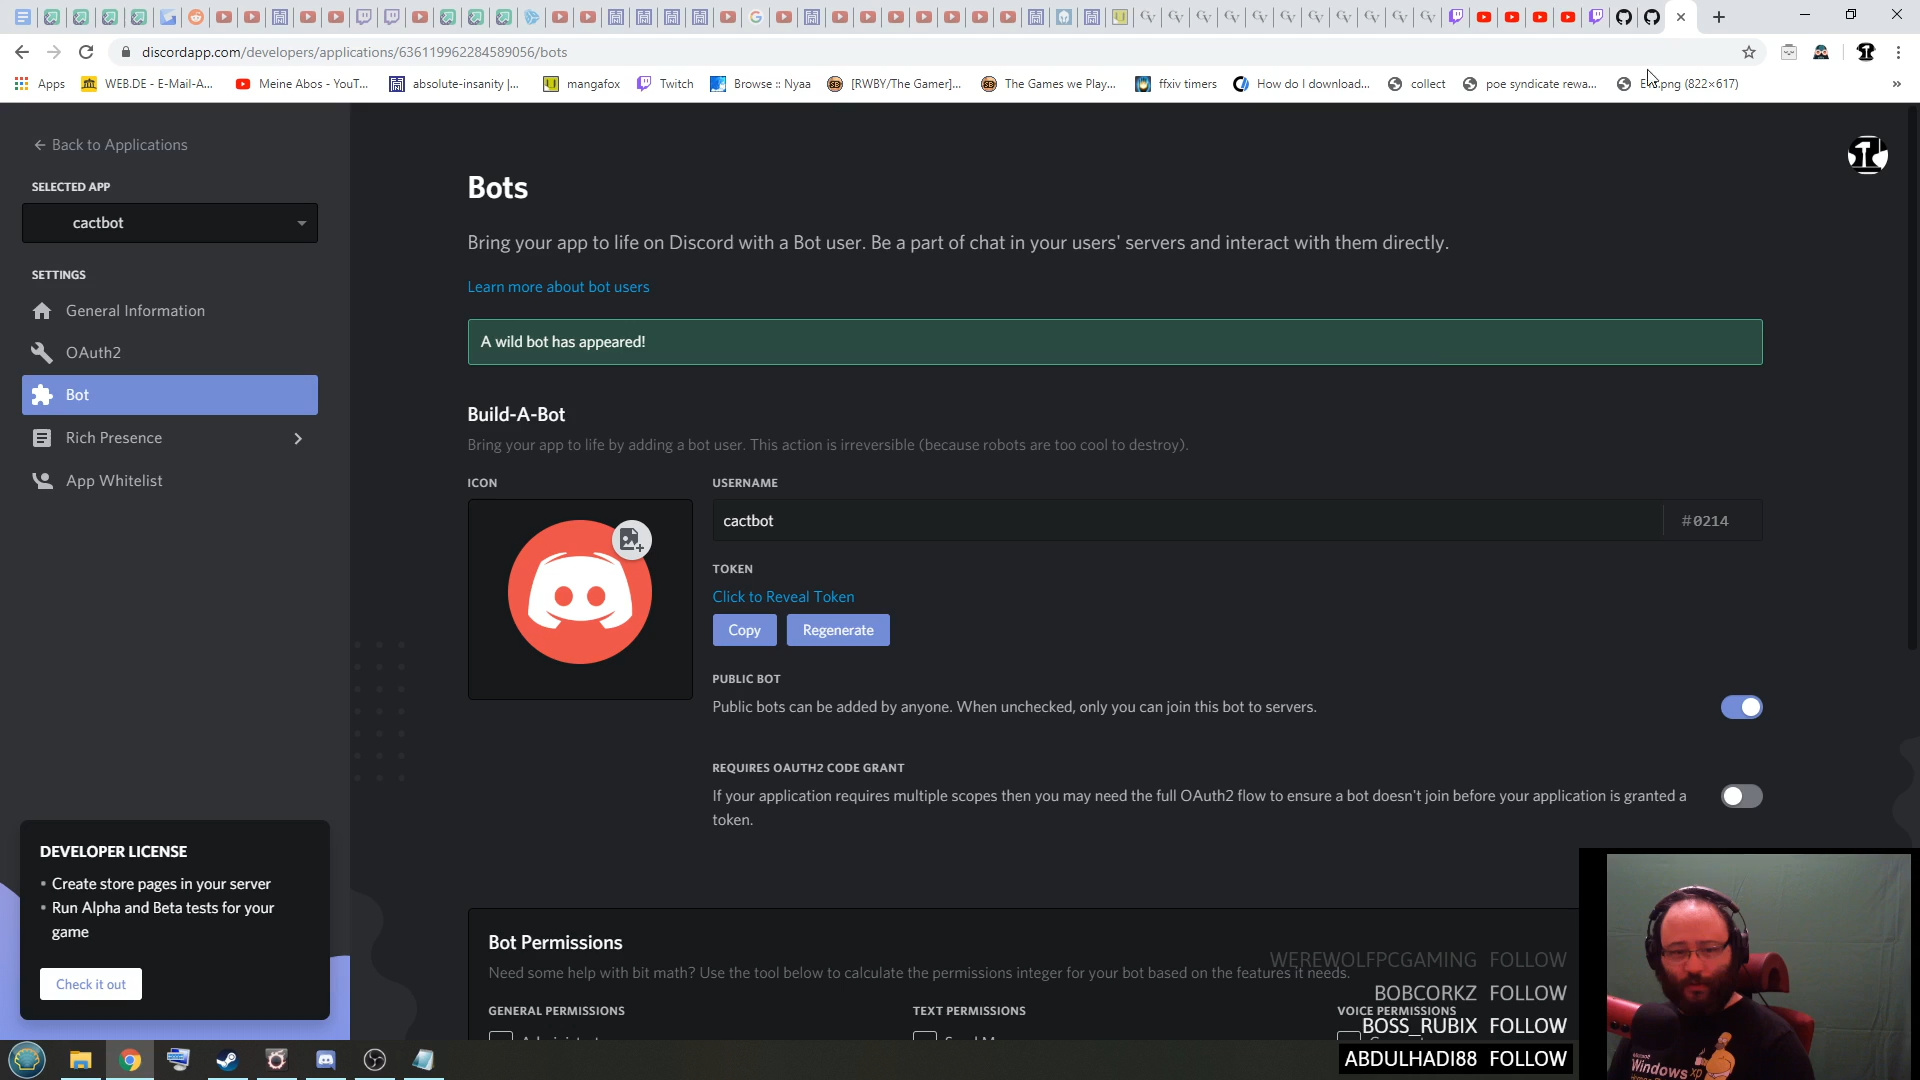 discordapp.com/developers/applications/636119962284589056/bots
Apps
WEB.DE - E-Mail-A...
Meine Abos - YouT...
absolute-insanity |...
mangafox
Twitch
Browse :: Nyaa
[RWBY/The Gamer]...
The Games we Play...
ffxiv timers
How do I download...
collect
poe syndicate rewa...
.png (822×617)
Back to Applications
SELECTED APP
cactbot
SETTINGS
General Information
OAuth2
Bot
Rich Presence
App Whitelist
DEVELOPER LICENSE
• Create store pages in your server
• Run Alpha and Beta tests for your
game
Check it out
Bots
Bring your app to life on Discord with a Bot user. Be a part of chat in your users' servers and interact with them directly.
Learn more about bot users
A wild bot has appeared!
Build-A-Bot
Bring your app to life by adding a bot user. This action is irreversible (because robots are too cool to destroy).
ICON
USERNAME
cactbot
#0214
TOKEN
Click to Reveal Token
Copy
Regenerate
PUBLIC BOT
Public bots can be added by anyone. When unchecked, only you can join this bot to servers.
REQUIRES OAUTH2 CODE GRANT
If your application requires multiple scopes then you may need the full OAuth2 flow to ensure a bot doesn't join before your application is granted a
token.
Bot Permissions
Need some help with bit math? Use the tool below to calculate the permissions integer for your bot based on the features it needs.
GENERAL PERMISSIONS
TEXT PERMISSIONS
VOICE PERMISSIONS
WEREWOLFPCGAMING FOLLOW
BOBCORKZ FOLLOW
BOSS_RUBIX FOLLOW
ABDULHADI88 FOLLOW
Windows xp